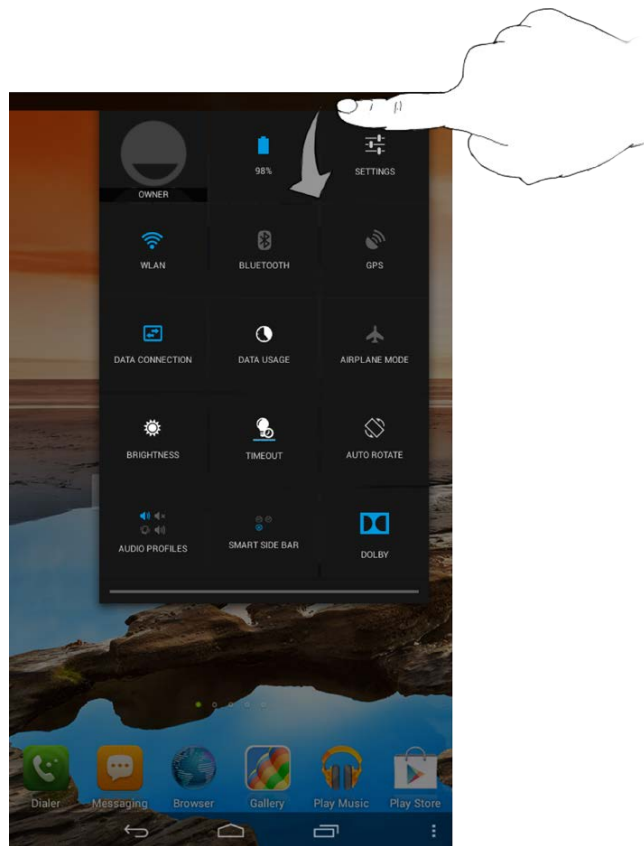 98%
SETTINGS
OWNER
WLAN
BLUETOOTH
GPS
DATA CONNECTION
DATA USAGE
AIRPLANE MODE
BRIGHTNESS
TIMEOUT
AUTO ROTATE
AUDIO PROFILES
SMART SIDE BAR
DOLBY
Dialer
Messaging
Browser
Gallery
Play Music
Play Store